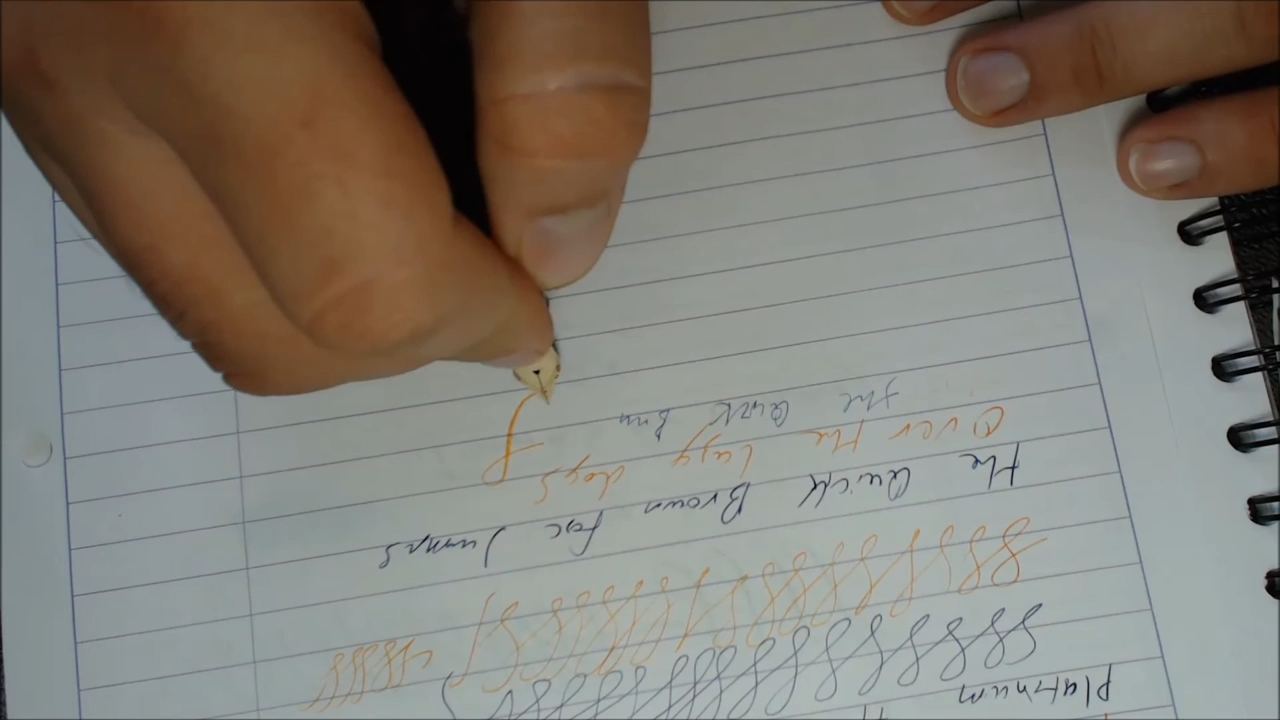 Platinum
the Quick Brown fox Jumps
Over the lazy dogs
the Quick